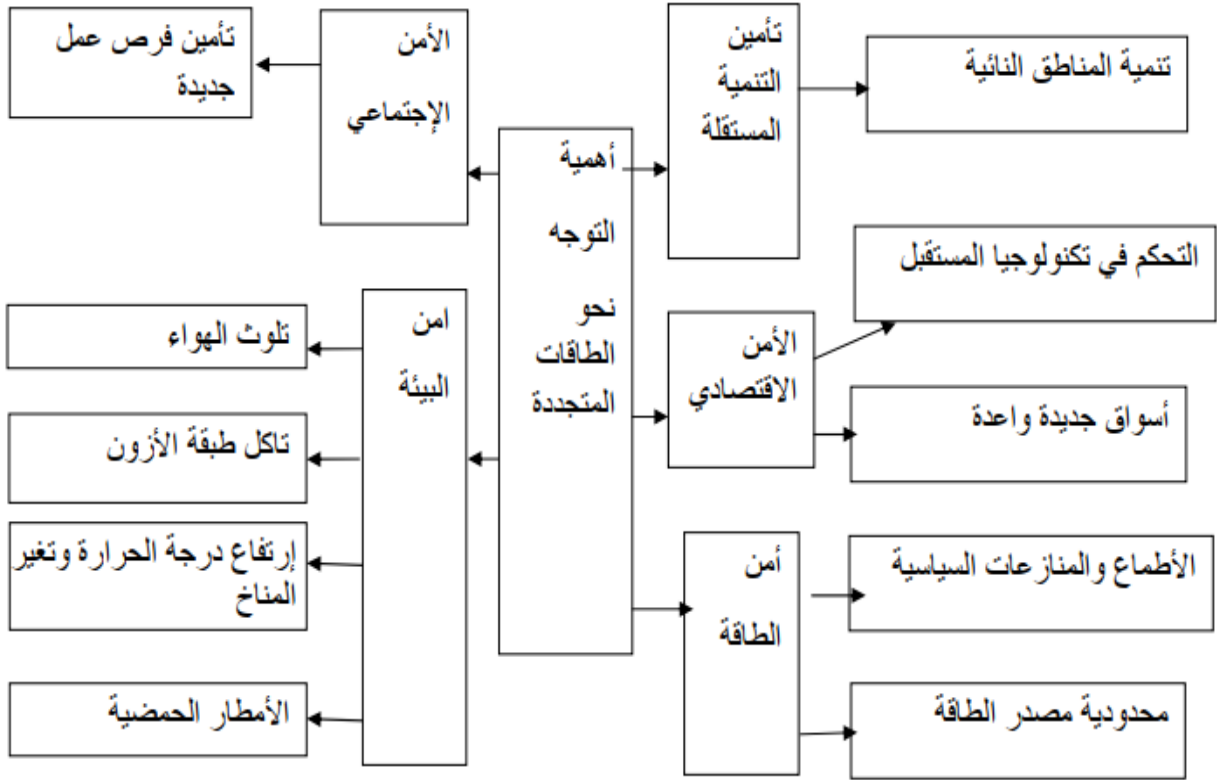 أهمية
التوجه
نحو
الطاقات
المتجددة
تأمين
التنمية
المستقلة
تنمية المناطق النائية
الأمن
الاقتصادي
التحكم في تكنولوجيا المستقبل
أسواق جديدة واعدة
أمن
الطاقة
الأطماع والمنازعات السياسية
محدودية مصدر الطاقة
الأمن
الإجتماعي
تأمين فرص عمل
جديدة
امن
البيئة
تلوث الهواء
تاكل طبقة الأزون
إرتفاع درجة الحرارة وتغير
المناخ
الأمطار الحمضية